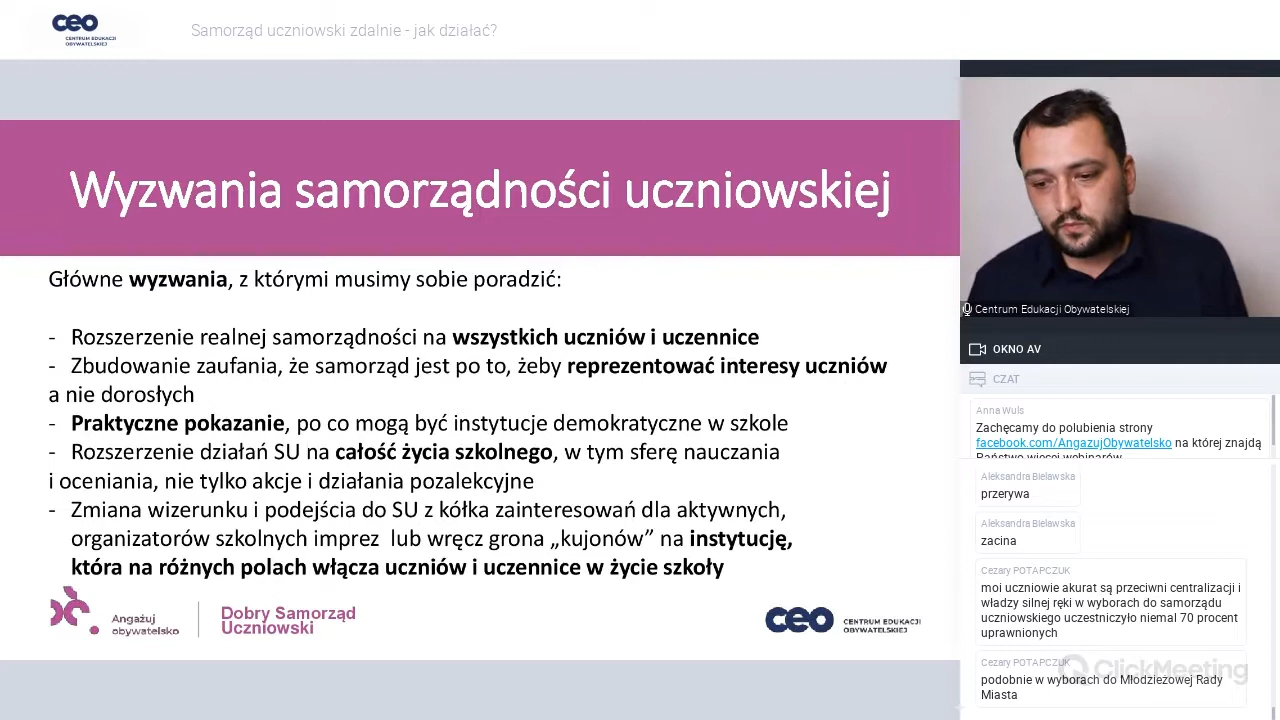 ceo
CENTRUM EDUKACJI
OBYWATELSKIEJ
Samorząd uczniowski zdalnie - jak działać?
Wyzwania samorządności uczniowskiej
Główne wyzwania, z którymi musimy sobie poradzić:
- Rozszerzenie realnej samorządności na wszystkich uczniów i uczennice
- Zbudowanie zaufania, że samorząd jest po to, żeby reprezentować interesy uczniów
a nie dorosłych
- Praktyczne pokazanie, po co mogą być instytucje demokratyczne w szkole
- Rozszerzenie działań SU na całość życia szkolnego, w tym sferę nauczania
i oceniania, nie tylko akcje i działania pozalekcyjne
- Zmiana wizerunku i podejścia do SU z kółka zainteresowań dla aktywnych,
organizatorów szkolnych imprez lub wręcz grona „kujonów” na instytucję,
która na różnych polach włącza uczniów i uczennice w życie szkoły
Angażuj
obywatelsko
Dobry Samorząd
Uczniowski
ceo
CENTRUM EDUKACJI
OBYWATELSKIEJ
Centrum Edukacji Obywatelskiej
OKNO AV
CZAT
Anna Wuls
Zachęcamy do polubienia strony
facebook.com/AngazujObywatelsko na której znajdą
Państwo więcej webinarów
Aleksandra Bielawska
przerywa
Aleksandra Bielawska
zacina
Cezary POTAPCZUK
moi uczniowie akurat są przeciwni centralizacji i
władzy silnej ręki w wyborach do samorządu
uczniowskiego uczestniczyło niemal 70 procent
uprawnionych
Cezary POTAPCZUK
podobnie w wyborach do Młodzieżowej Rady
Miasta
ClickMeeting